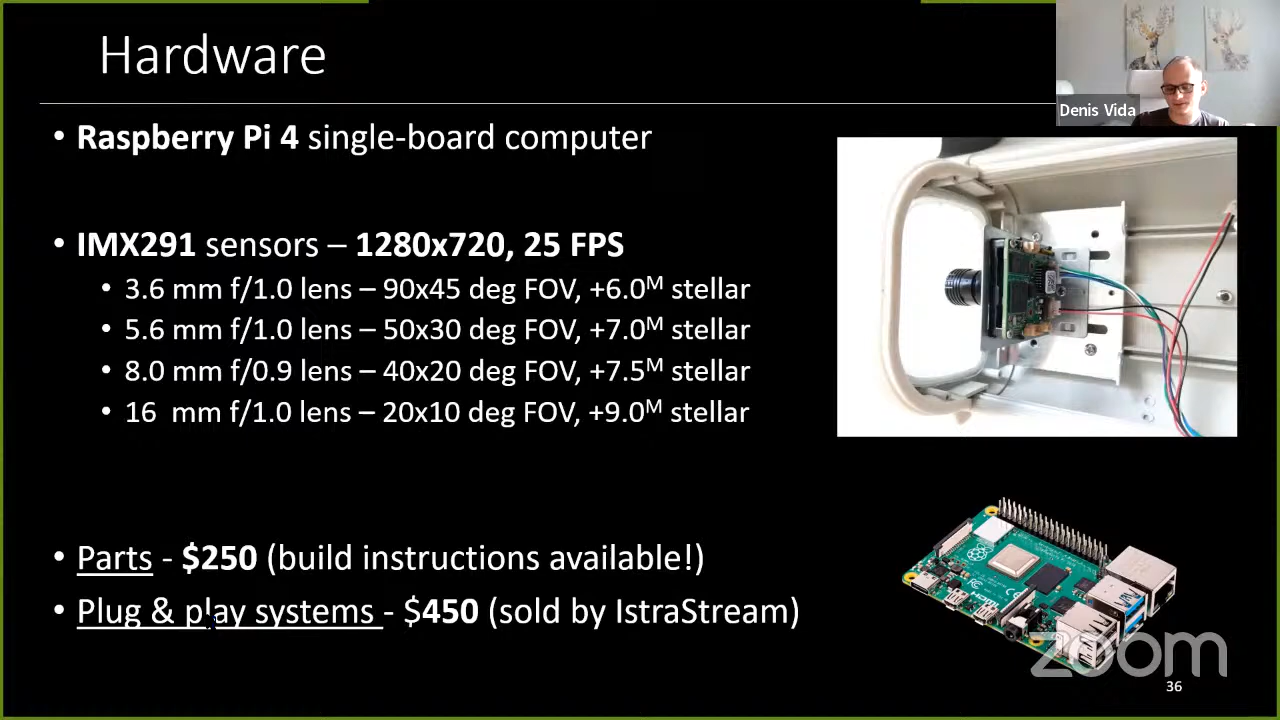 Hardware
Denis Vida
• Raspberry Pi 4 single-board computer
• IMX291 sensors – 1280x720, 25 FPS
• 3.6 mm f/1.0 lens – 90x45 deg FOV, +6.0ᴹ stellar
• 5.6 mm f/1.0 lens – 50x30 deg FOV, +7.0ᴹ stellar
• 8.0 mm f/0.9 lens – 40x20 deg FOV, +7.5ᴹ stellar
• 16 mm f/1.0 lens – 20x10 deg FOV, +9.0ᴹ stellar
• Parts - $250 (build instructions available!)
• Plug & play systems - $450 (sold by IstraStream)
FC
CE
HDMI
zoom
36